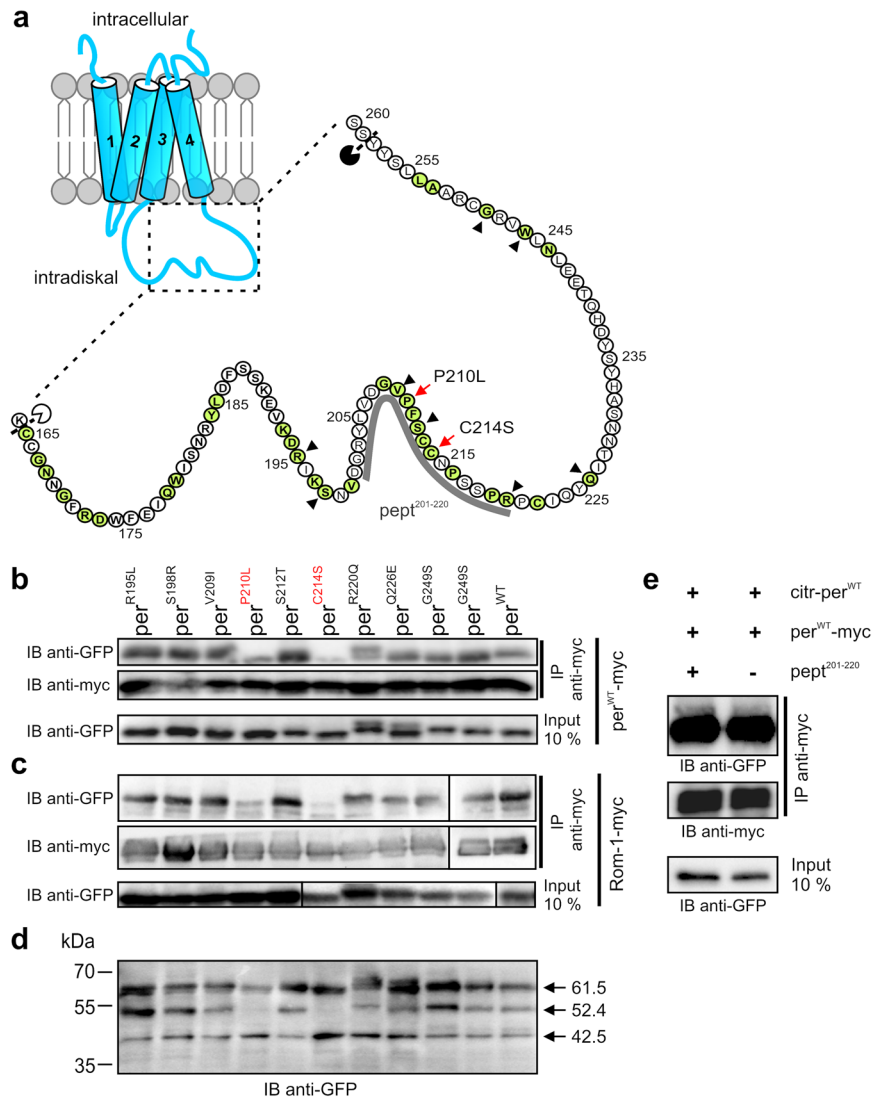 a
intracellular
1 2 3 4
intradiskal
260
255
245
235
225
215
205
195
185
175
165
P210L
C214S
pept201-220
b
R195L S198R V209I P210L S212T C214S R220Q Q226E G249S G249S WT
per per per per per per per per per per per
IB anti-GFP
IB anti-myc
IB anti-GFP
Input
10 %
IP
anti-myc
perWT-myc
c
IB anti-GFP
IB anti-myc
IB anti-GFP
Input
10 %
IP
anti-myc
Rom-1-myc
d
kDa
70
55
35
61.5
52.4
42.5
IB anti-GFP
e
+ + citr-perWT
+ + perWT-myc
+ - pept201-220
IB anti-GFP
IB anti-myc
IP anti-myc
Input
10 %
IB anti-GFP